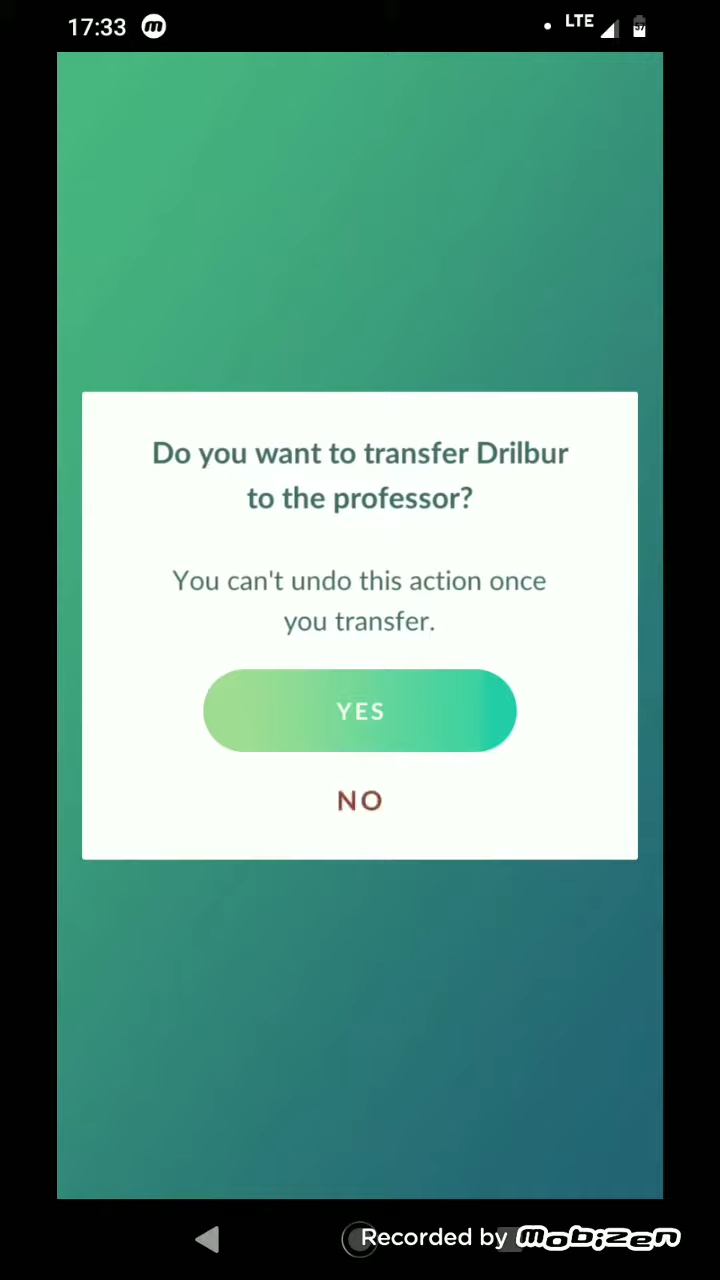 17:33 m LTE 57
Do you want to transfer Drilbur
to the professor?
You can't undo this action once
you transfer.
YES
NO
Recorded by mobizen